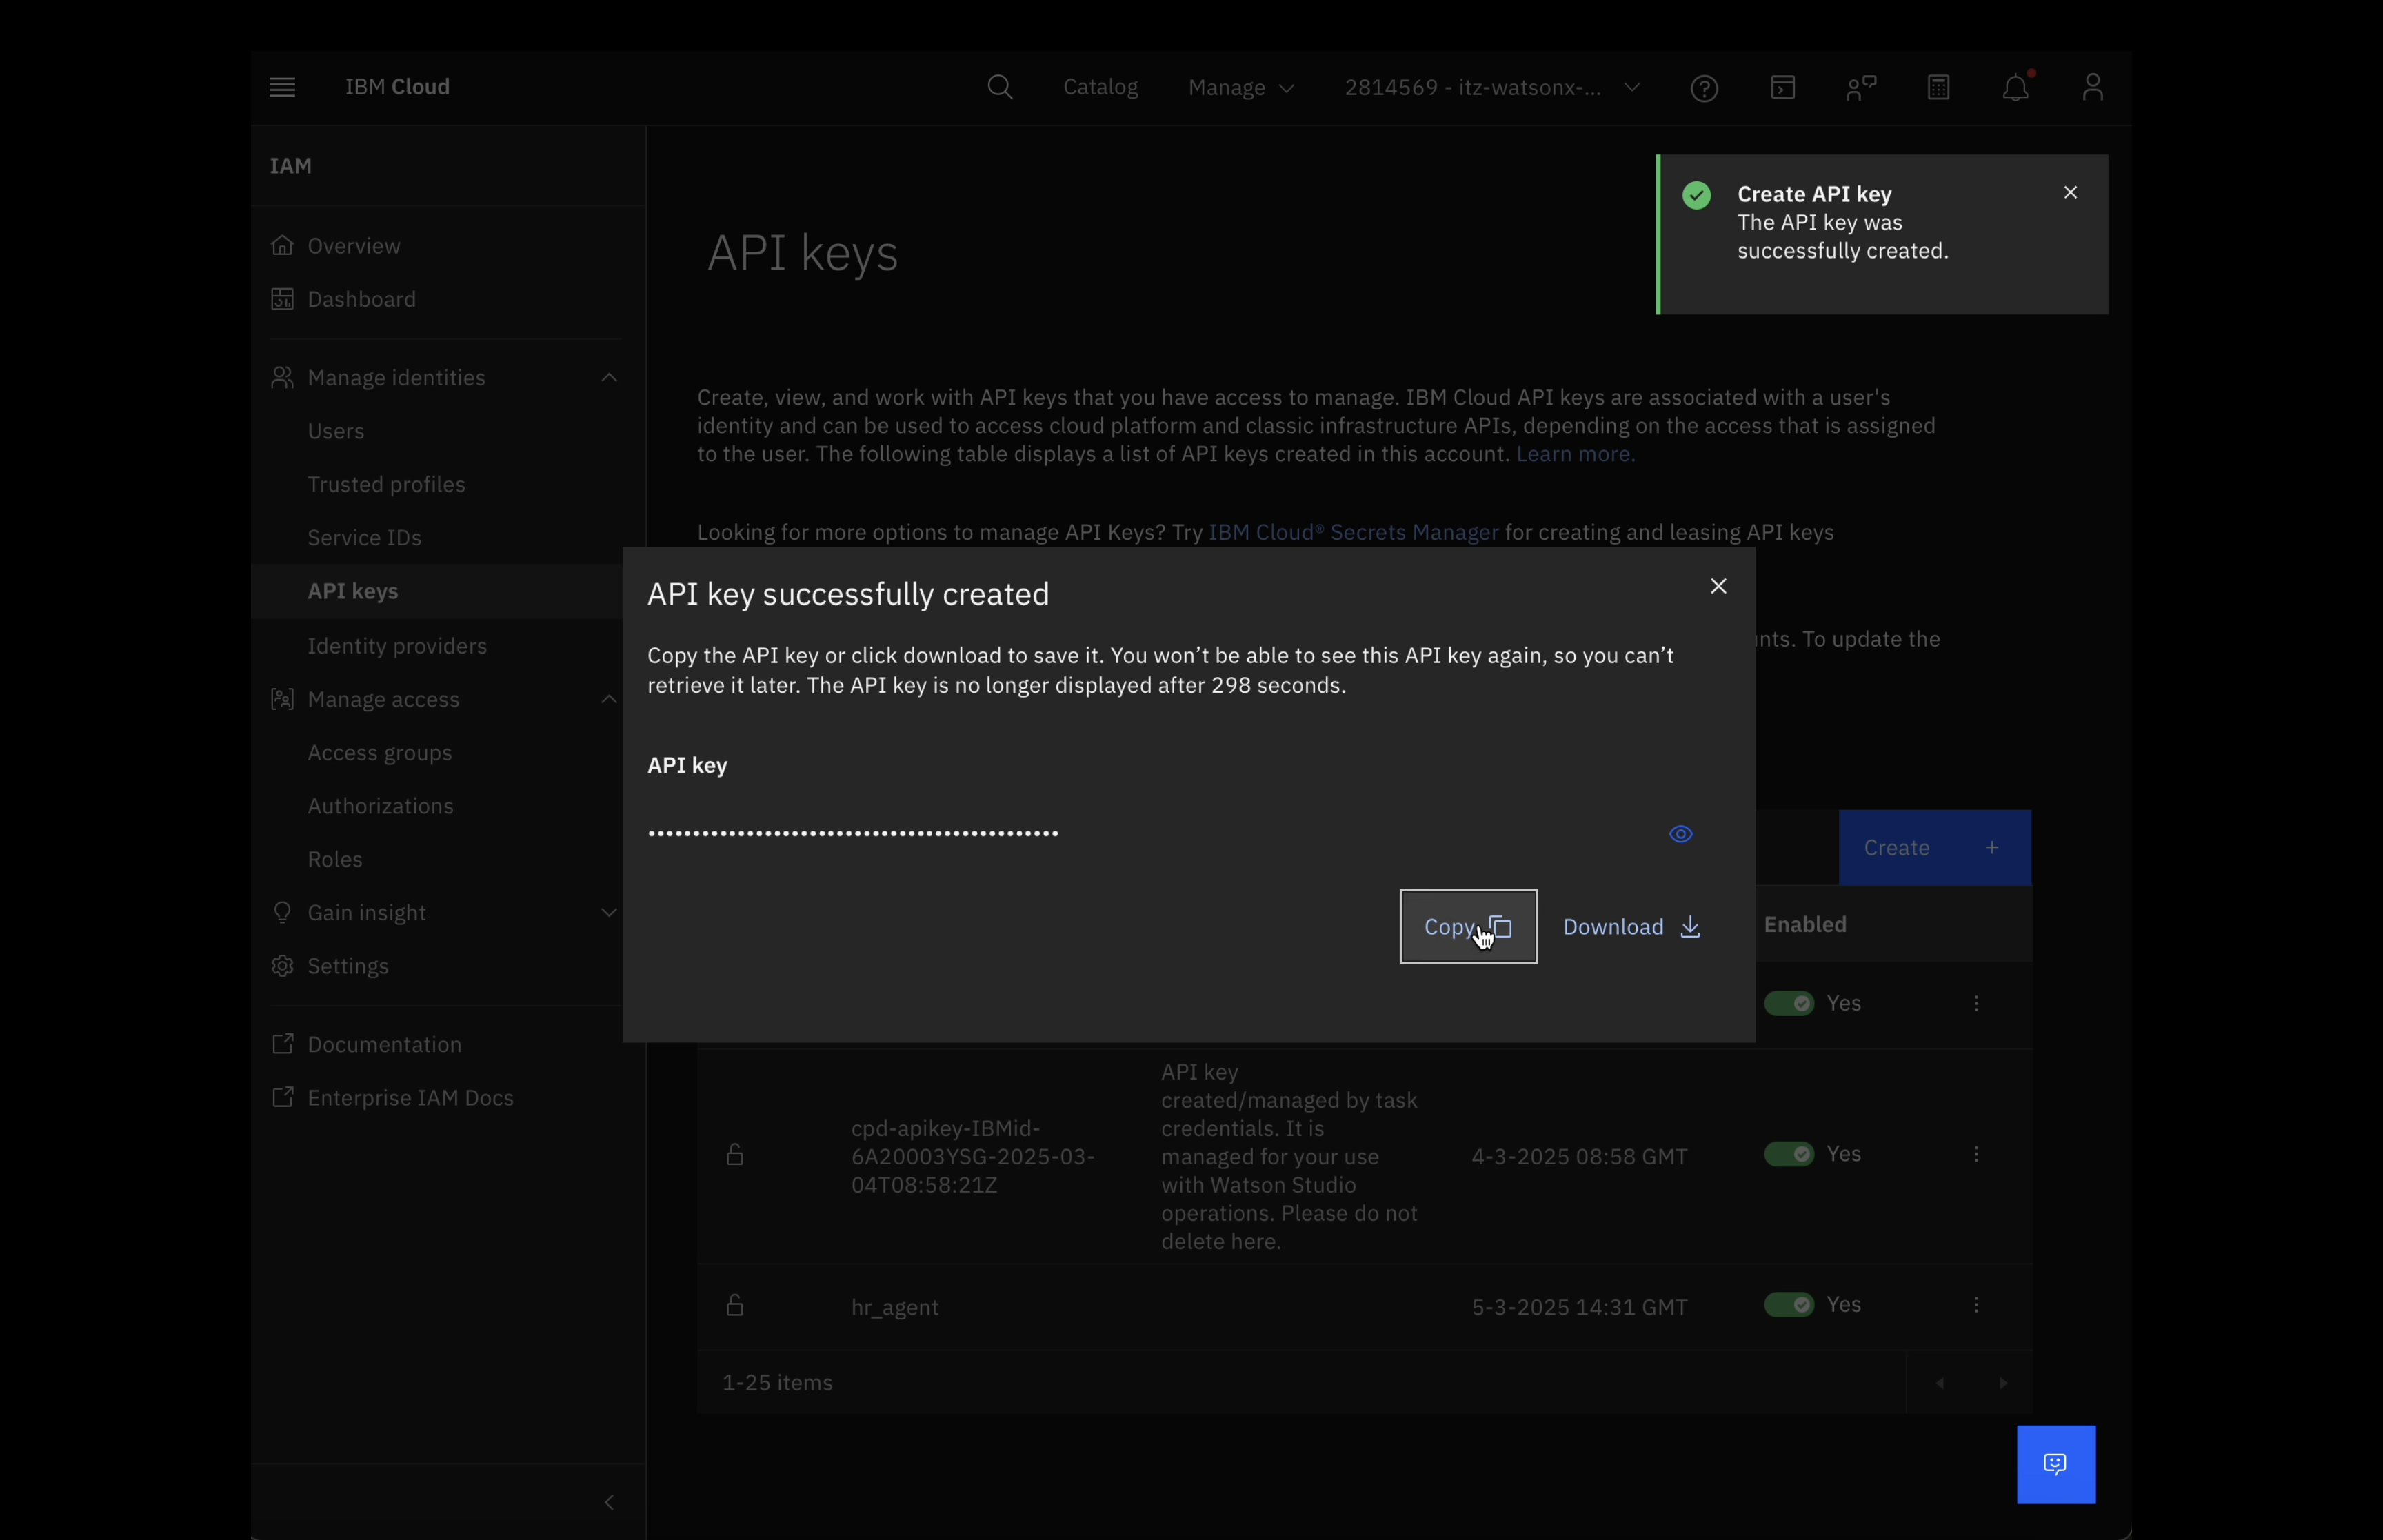 IBM Cloud
Catalog
Manage
2814569 - itz-watsonx-...
IAM
Overview
Dashboard
Manage identities
Users
Trusted profiles
Service IDs
API keys
Identity providers
Manage access
Access groups
Authorizations
Roles
Gain insight
Settings
Documentation
Enterprise IAM Docs
API keys
Create API key
The API key was
successfully created.
Create, view, and work with API keys that you have access to manage. IBM Cloud API keys are associated with a user's
identity and can be used to access cloud platform and classic infrastructure APIs, depending on the access that is assigned
to the user. The following table displays a list of API keys created in this account. Learn more.
Looking for more options to manage API Keys? Try IBM Cloud® Secrets Manager for creating and leasing API keys
nts. To update the
API key successfully created
Copy the API key or click download to save it. You won’t be able to see this API key again, so you can’t
retrieve it later. The API key is no longer displayed after 298 seconds.
API key
••••••••••••••••••••••••••••••••••••••••••••
Copy
Download
Create +
Enabled
Yes
cpd-apikey-IBMid-
6A20003YSG-2025-03-
04T08:58:21Z
API key
created/managed by task
credentials. It is
managed for your use
with Watson Studio
operations. Please do not
delete here.
4-3-2025 08:58 GMT
Yes
hr_agent
5-3-2025 14:31 GMT
Yes
1-25 items